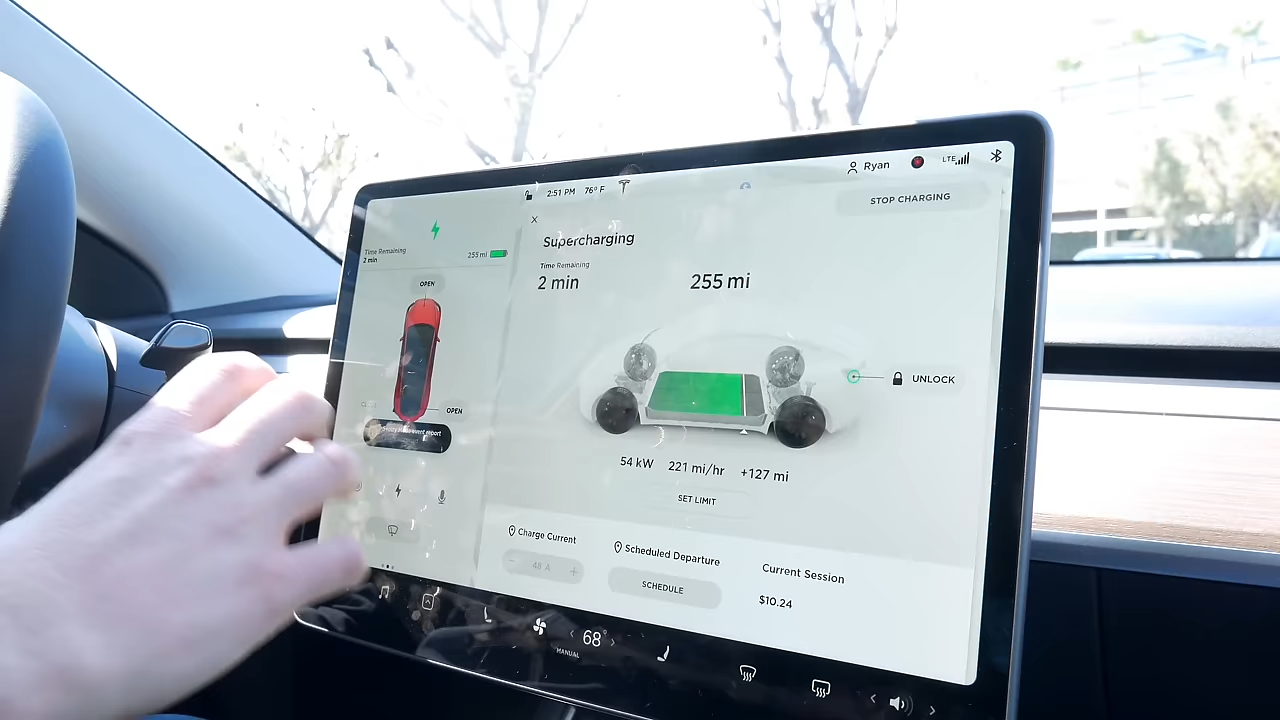 2:51 PM 76° F
Ryan
LTE
STOP CHARGING
Time Remaining
2 min
255 mi
OPEN
OPEN
Supercharging
Time Remaining
2 min
255 mi
UNLOCK
54 kW 221 mi/hr +127 mi
SET LIMIT
Charge Current
− 48 A +
Scheduled Departure
SCHEDULE
Current Session
$10.24
68°
MANUAL